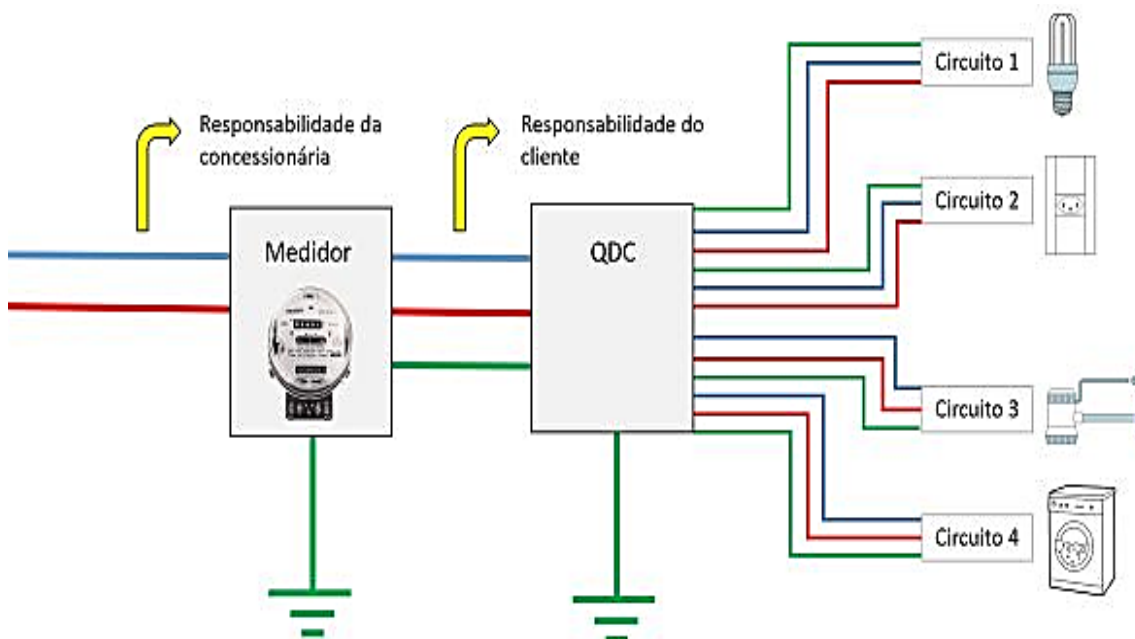 Responsabilidade da
concessionária
Responsabilidade do
cliente
Medidor
QDC
Circuito 1
Circuito 2
Circuito 3
Circuito 4